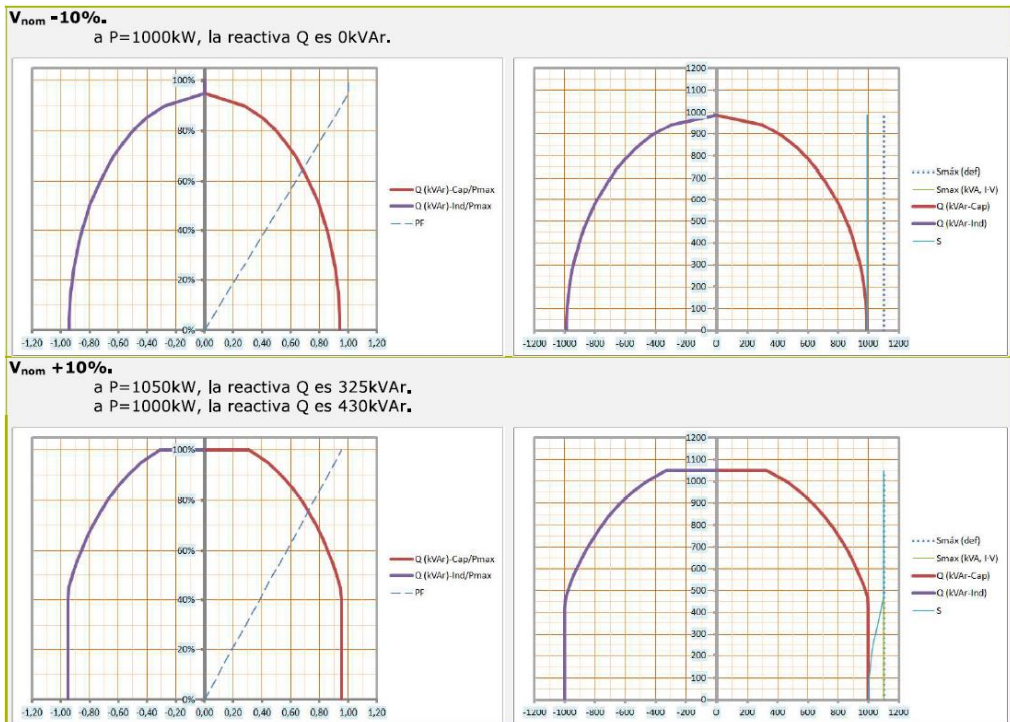 Vnom -10%.
a P=1000kW, la reactiva Q es 0kVAr.
100%
80%
60%
40%
20%
0%
-1,20 -1,00 -0,80 -0,60 -0,40 -0,20 0,00 0,20 0,40 0,60 0,80 1,00 1,20
Q (kVAr)-Cap/Pmax
Q (kVAr)-Ind/Pmax
PF
1200
1100
1000
900
800
700
600
500
400
300
200
100
0
-1200 -1000 -800 -600 -400 -200 0 200 400 600 800 1000 1200
Smáx (def)
Smax (kVA, I-V)
Q (kVAr-Cap)
Q (kVAr-Ind)
S
Vnom +10%.
a P=1050kW, la reactiva Q es 325kVAr.
a P=1000kW, la reactiva Q es 430kVAr.
100%
80%
60%
40%
20%
0%
-1,20 -1,00 -0,80 -0,60 -0,40 -0,20 0,00 0,20 0,40 0,60 0,80 1,00 1,20
Q (kVAr)-Cap/Pmax
Q (kVAr)-Ind/Pmax
PF
1200
1100
1000
900
800
700
600
500
400
300
200
100
0
-1200 -1000 -800 -600 -400 -200 0 200 400 600 800 1000 1200
Smáx (def)
Smax (kVA, I-V)
Q (kVAr-Cap)
Q (kVAr-Ind)
S